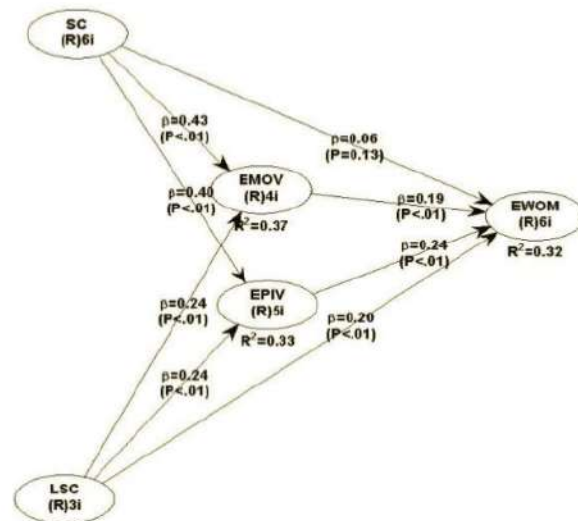 SC
(R)6i
β=0.43
(P<.01)
β=0.06
(P=0.13)
EMOV
(R)4i
R²=0.37
β=0.40
(P<.01)
β=0.19
(P<.01)
EWOM
(R)6i
R²=0.32
β=0.24
(P<.01)
EPIV
(R)5i
R²=0.33
β=0.24
(P<.01)
β=0.20
(P<.01)
β=0.24
(P<.01)
LSC
(R)3i